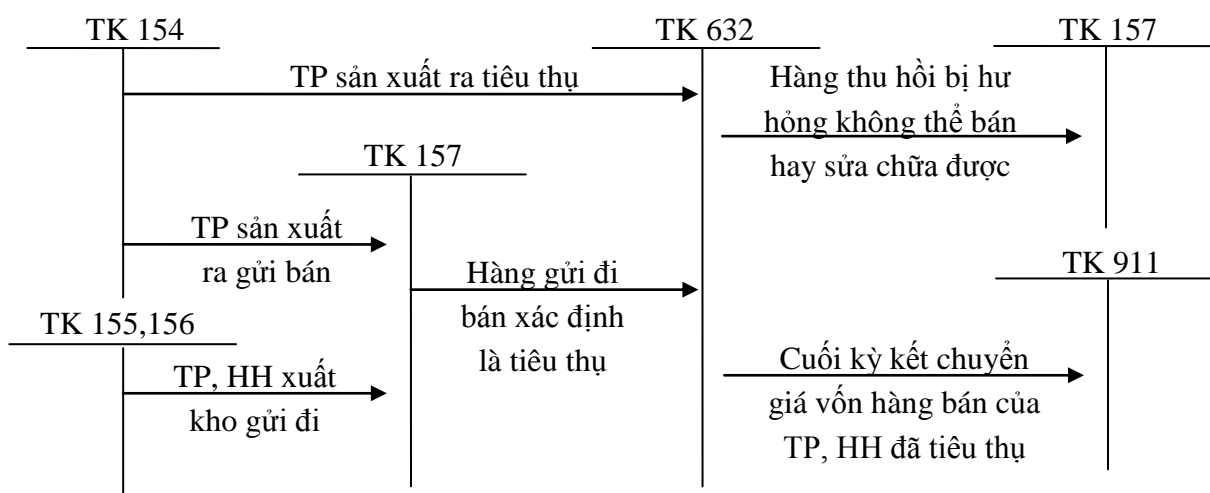 TK 154
TK 632
TK 157
TP sản xuất ra tiêu thụ
Hàng thu hồi bị hư
hỏng không thể bán
hay sửa chữa được
TK 157
TP sản xuất
ra gửi bán
Hàng gửi đi
bán xác định
là tiêu thụ
TK 911
TK 155,156
TP, HH xuất
kho gửi đi
Cuối kỳ kết chuyển
giá vốn hàng bán của
TP, HH đã tiêu thụ